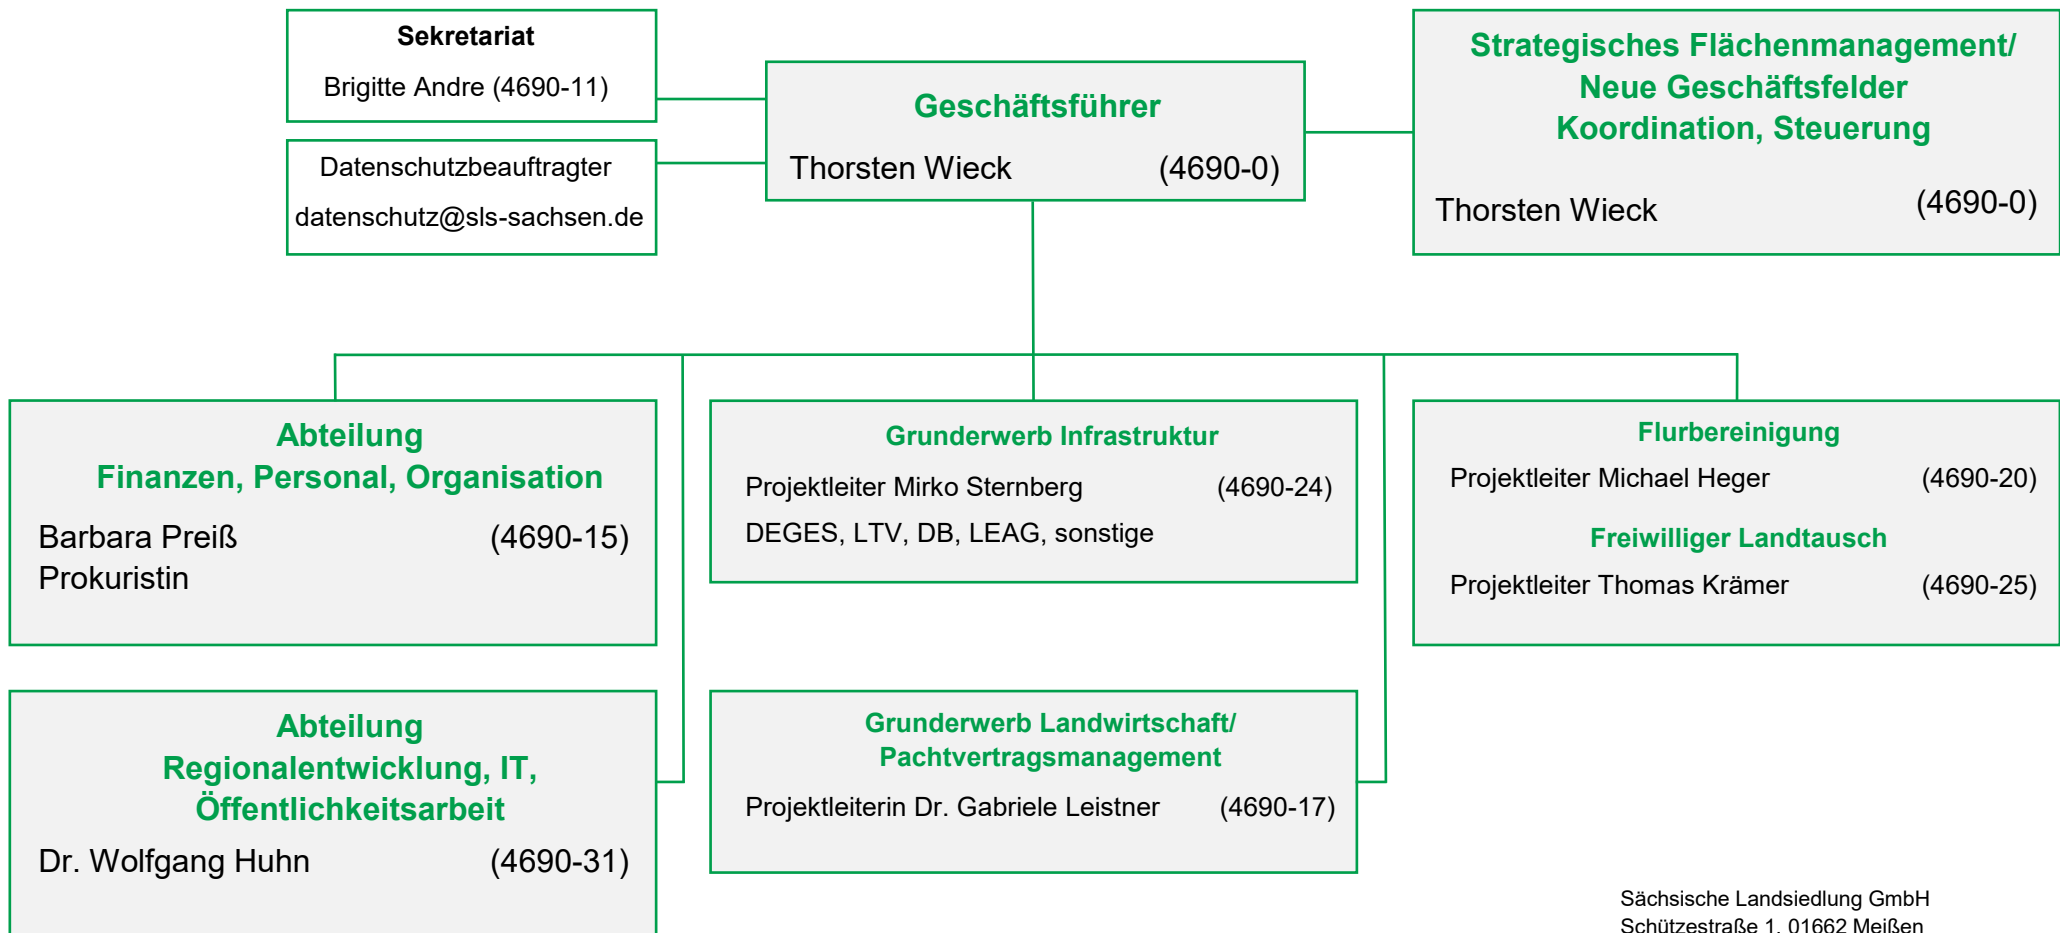 Sekretariat
Brigitte Andre (4690-11)
Datenschutzbeauftragter
datenschutz@sls-sachsen.de
Geschäftsführer
Thorsten Wieck (4690-0)
Strategisches Flächenmanagement/
Neue Geschäftsfelder
Koordination, Steuerung
Thorsten Wieck (4690-0)
Abteilung
Finanzen, Personal, Organisation
Barbara Preiß (4690-15)
Prokuristin
Grunderwerb Infrastruktur
Projektleiter Mirko Sternberg (4690-24)
DEGES, LTV, DB, LEAG, sonstige
Flurbereinigung
Projektleiter Michael Heger (4690-20)
Freiwilliger Landtausch
Projektleiter Thomas Krämer (4690-25)
Abteilung
Regionalentwicklung, IT,
Öffentlichkeitsarbeit
Dr. Wolfgang Huhn (4690-31)
Grunderwerb Landwirtschaft/
Pachtvertragsmanagement
Projektleiterin Dr. Gabriele Leistner (4690-17)
Sächsische Landsiedlung GmbH
Schützestraße 1, 01662 Meißen